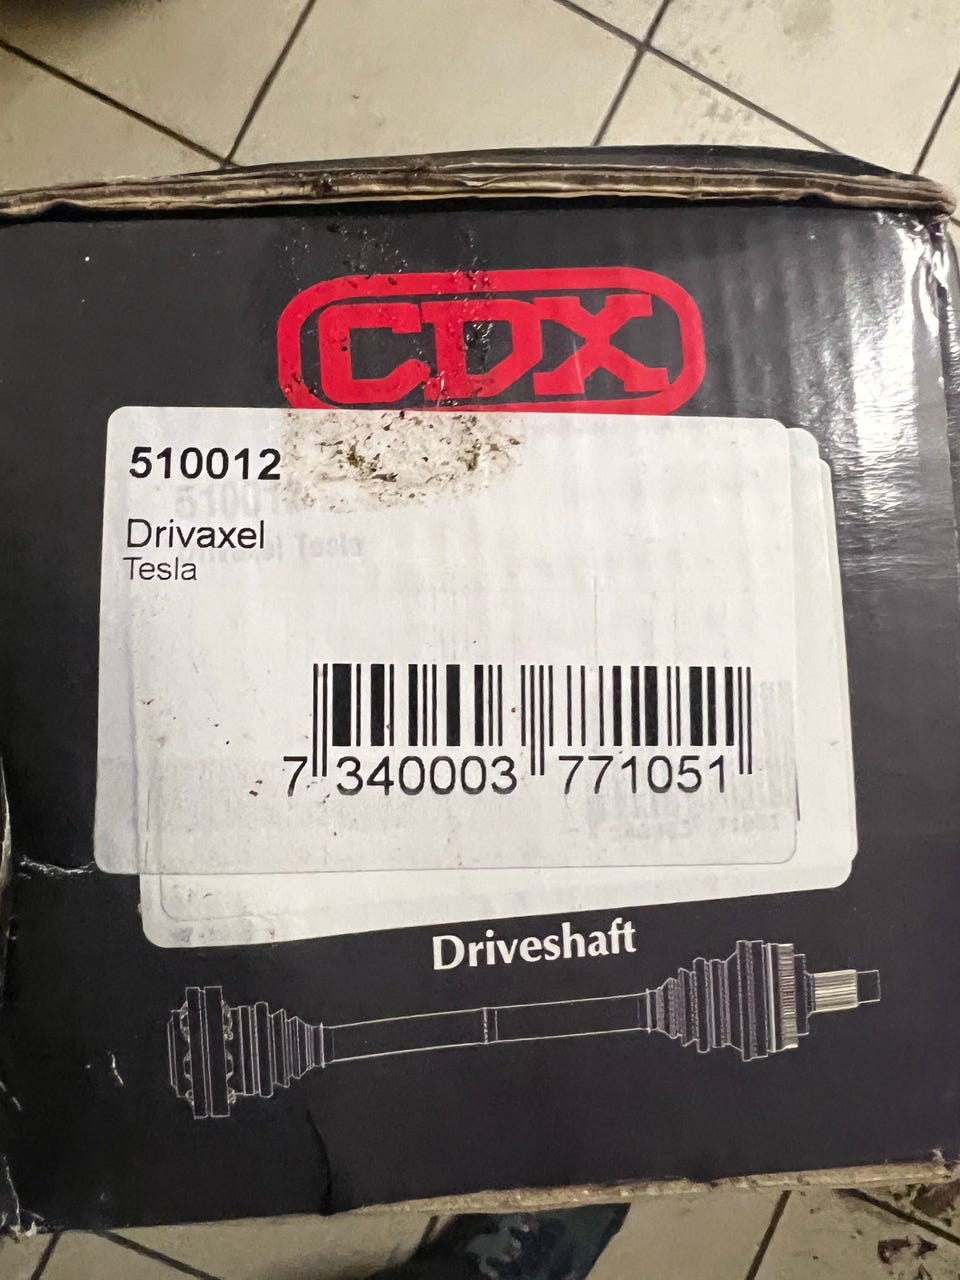 CDX
510012
Drivaxel
Tesla
7 340003 771051
Driveshaft